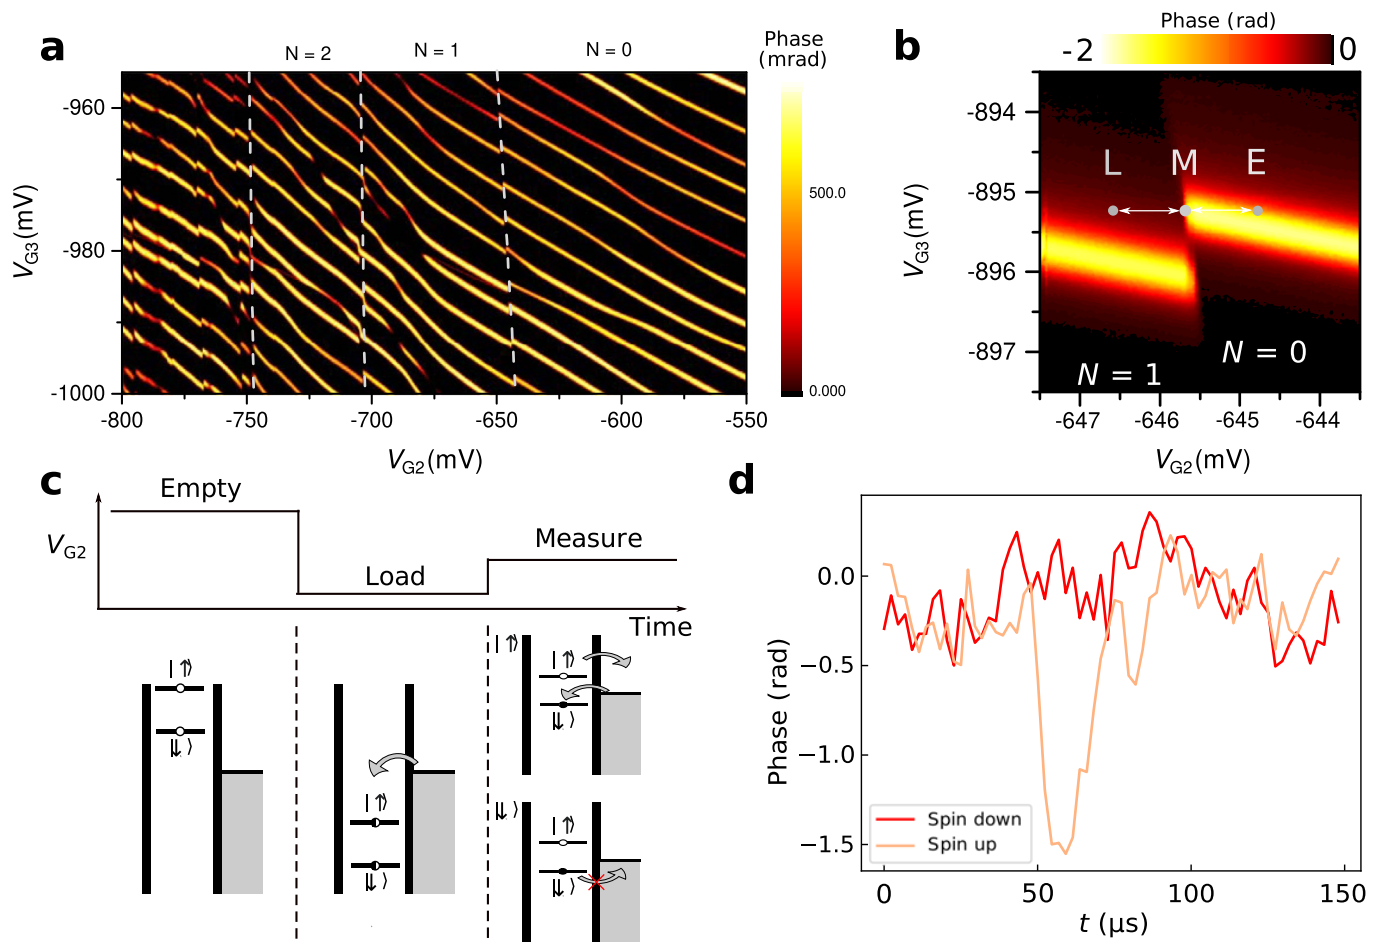 a
N = 2
N = 1
N = 0
Phase
(mrad)
-960
-980
-1000
VG3(mV)
500.0
0.000
-800
-750
-700
-650
-600
-550
VG2(mV)
b
Phase (rad)
-2
0
-894
-895
-896
-897
VG3(mV)
L
M
E
N = 1
N = 0
-647
-646
-645
-644
VG2(mV)
c
Empty
VG2
Load
Measure
Time
|↑⟩
|↓⟩
|↑⟩
|↓⟩
|↑⟩
|↑⟩
|↓⟩
|↓⟩
|↑⟩
|↓⟩
d
0.0
−0.5
−1.0
−1.5
Phase (rad)
Spin down
Spin up
0
50
100
150
t (μs)